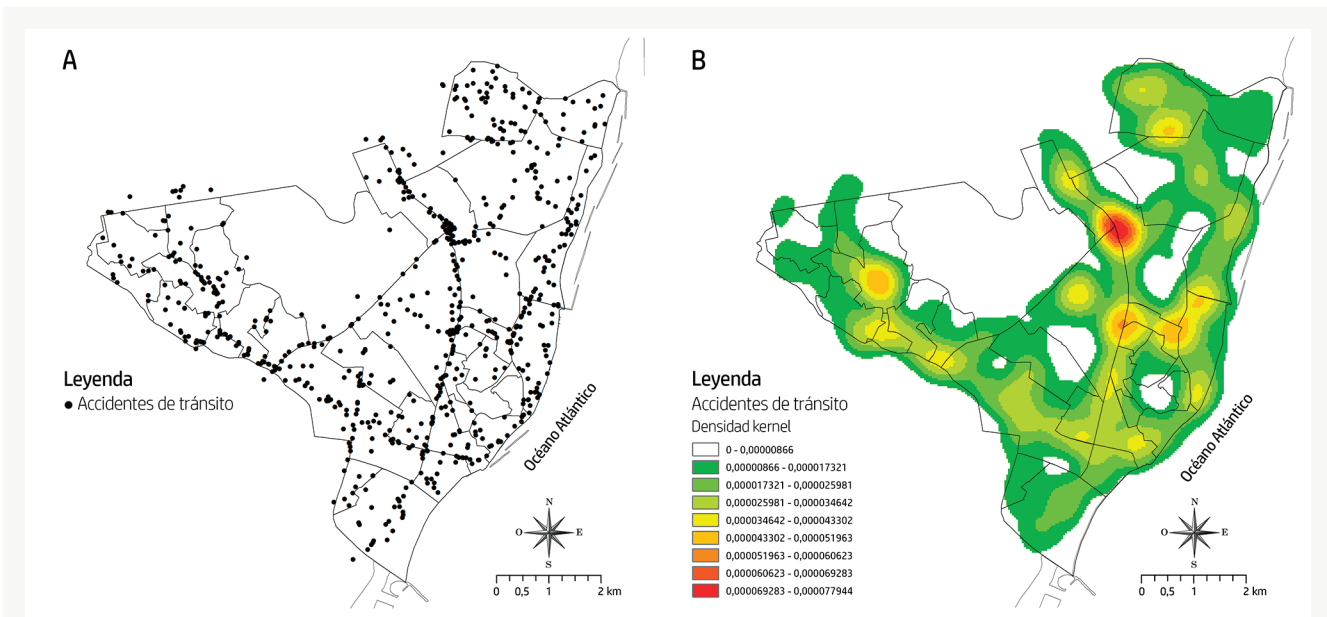 A
Leyenda
Accidentes de tránsito
Océano Atlántico
N
O
E
S
0 0,5 1 2 km
B
Leyenda
Accidentes de tránsito
Densidad kernel
0 - 0,00000866
0,00000866 - 0,000017321
0,000017321 - 0,000025981
0,000025981 - 0,000034642
0,000034642 - 0,000043302
0,000043302 - 0,000051963
0,000051963 - 0,000060623
0,000060623 - 0,000069283
0,000069283 - 0,000077944
Océano Atlántico
N
O
E
S
0 0,5 1 2 km